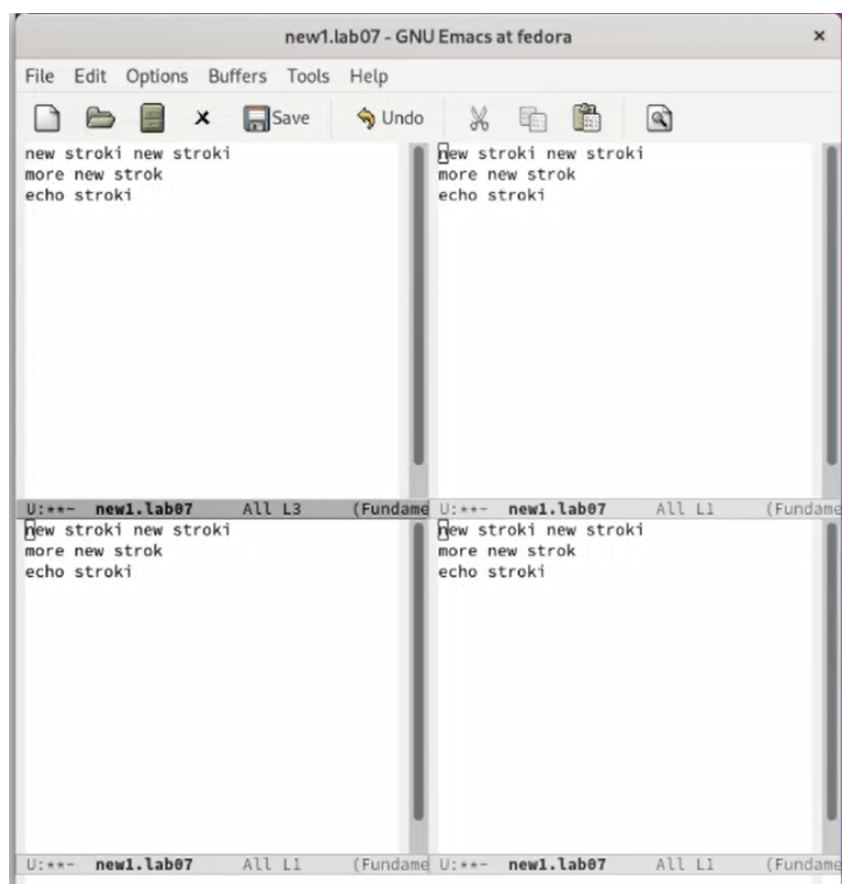 new1.lab07 - GNU Emacs at fedora ×
File Edit Options Buffers Tools Help
Save Undo
new stroki new stroki
more new strok
echo stroki
new stroki new stroki
more new strok
echo stroki
U:**- new1.lab07 All L3 (Fundame
U:**- new1.lab07 All L1 (Fundame
new stroki new stroki
more new strok
echo stroki
new stroki new stroki
more new strok
echo stroki
U:**- new1.lab07 All L1 (Fundame
U:**- new1.lab07 All L1 (Fundame